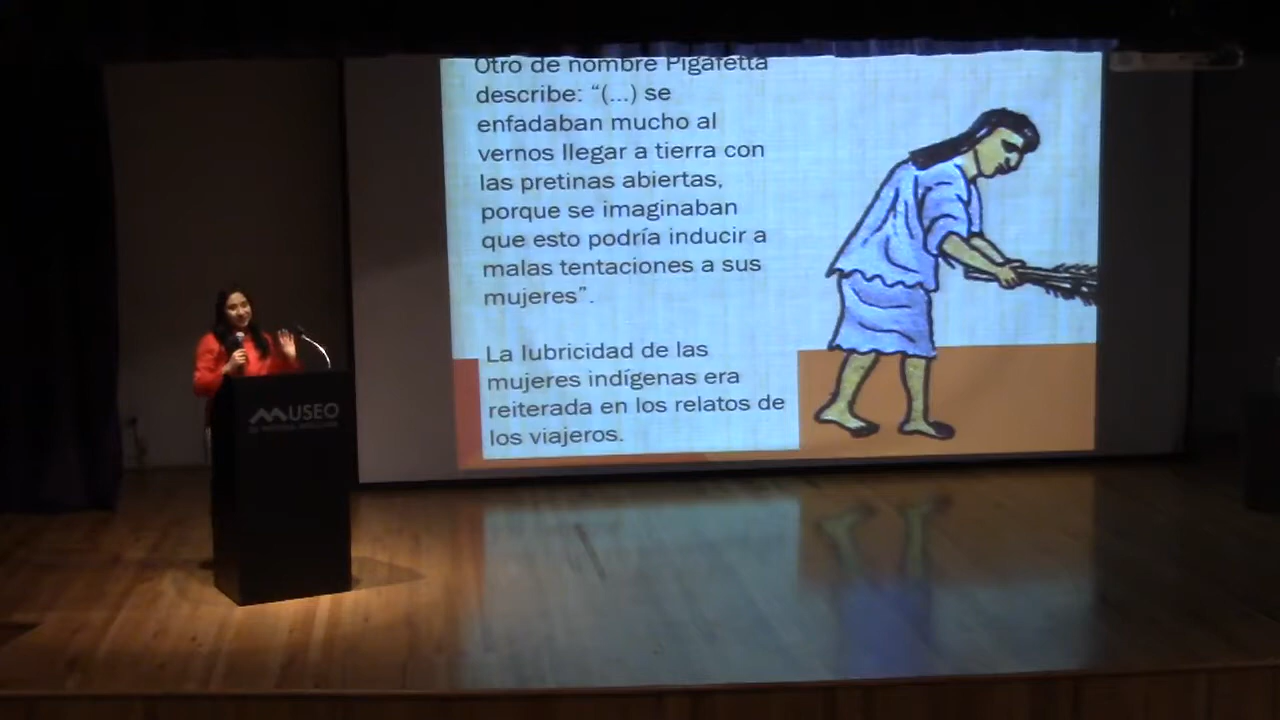 Otro de nombre Pigafetta
describe: “(...) se
enfadaban mucho al
vernos llegar a tierra con
las pretinas abiertas,
porque se imaginaban
que esto podría inducir a
malas tentaciones a sus
mujeres”.
La lubricidad de las
mujeres indígenas era
reiterada en los relatos de
los viajeros.
MUSEO